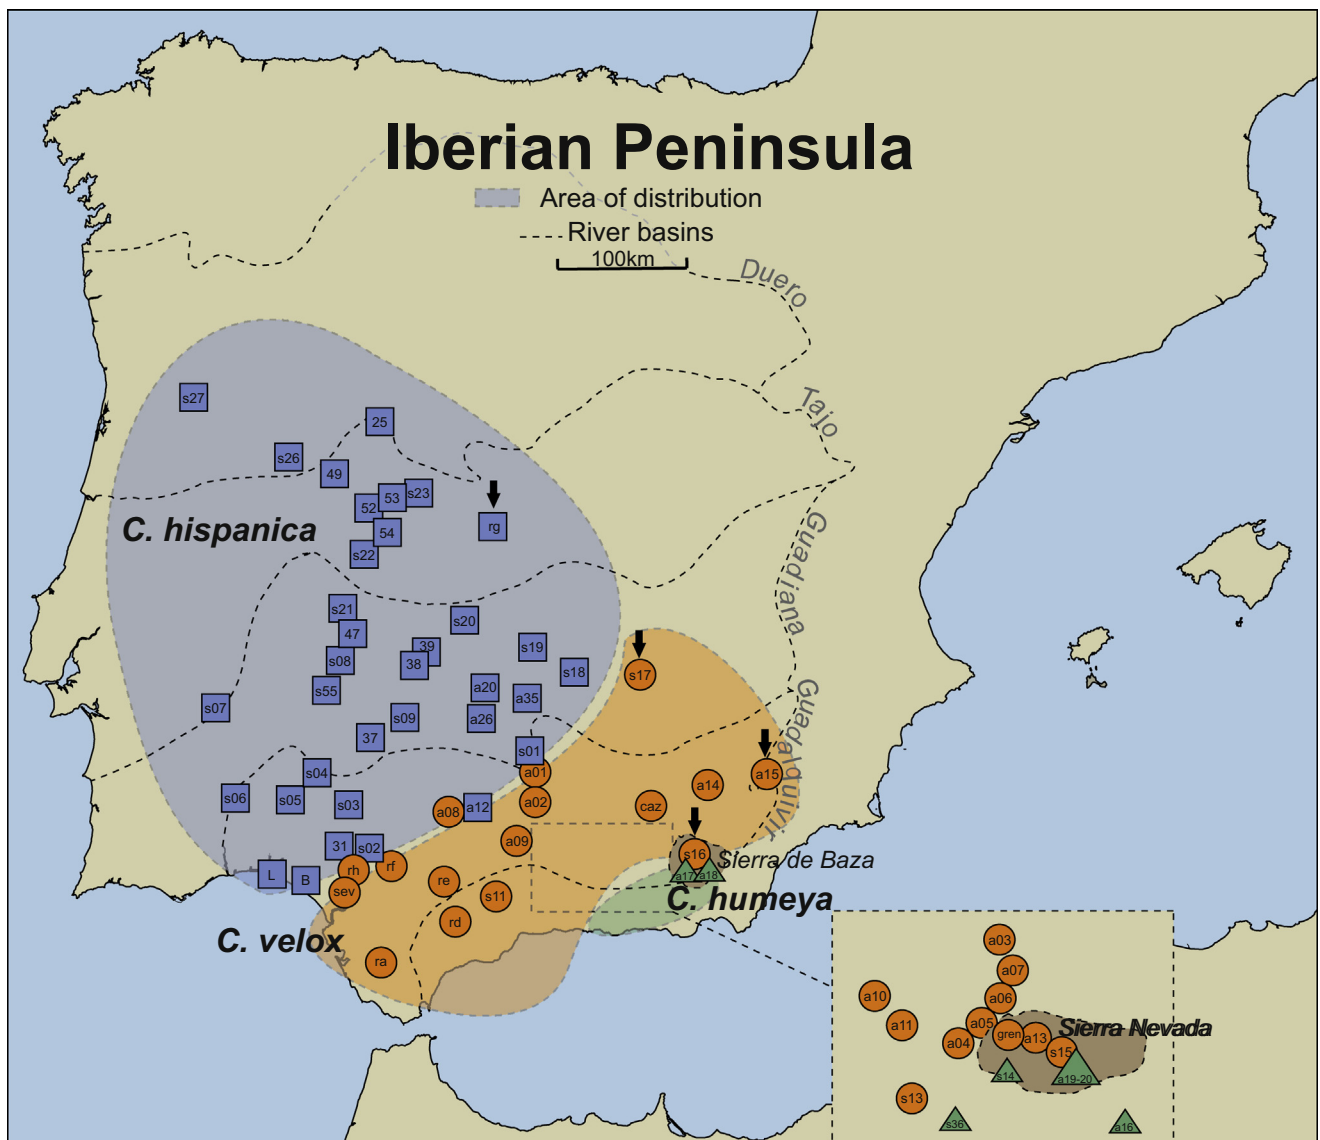 Iberian Peninsula
Area of distribution
River basins
100km
Duero
Tajo
Guadiana
Guadalquivir
s27
25
s26
49
52
53
s23
54
s22
rg
C. hispanica
s21
47
s08
s55
39
38
s20
s19
s18
a20
a35
a26
s09
37
s07
s01
s04
s06
s05
s03
a12
31
s02
L
B
s17
a15
a14
caz
a01
a02
a08
a09
rh
rf
sev
re
s11
rd
ra
s16
a17
a18
Sierra de Baza
C. humeya
C. velox
a03
a07
a10
a06
a11
a05
gren
a13
a04
s15
Sierra Nevada
s14
a19-20
s13
s36
a16